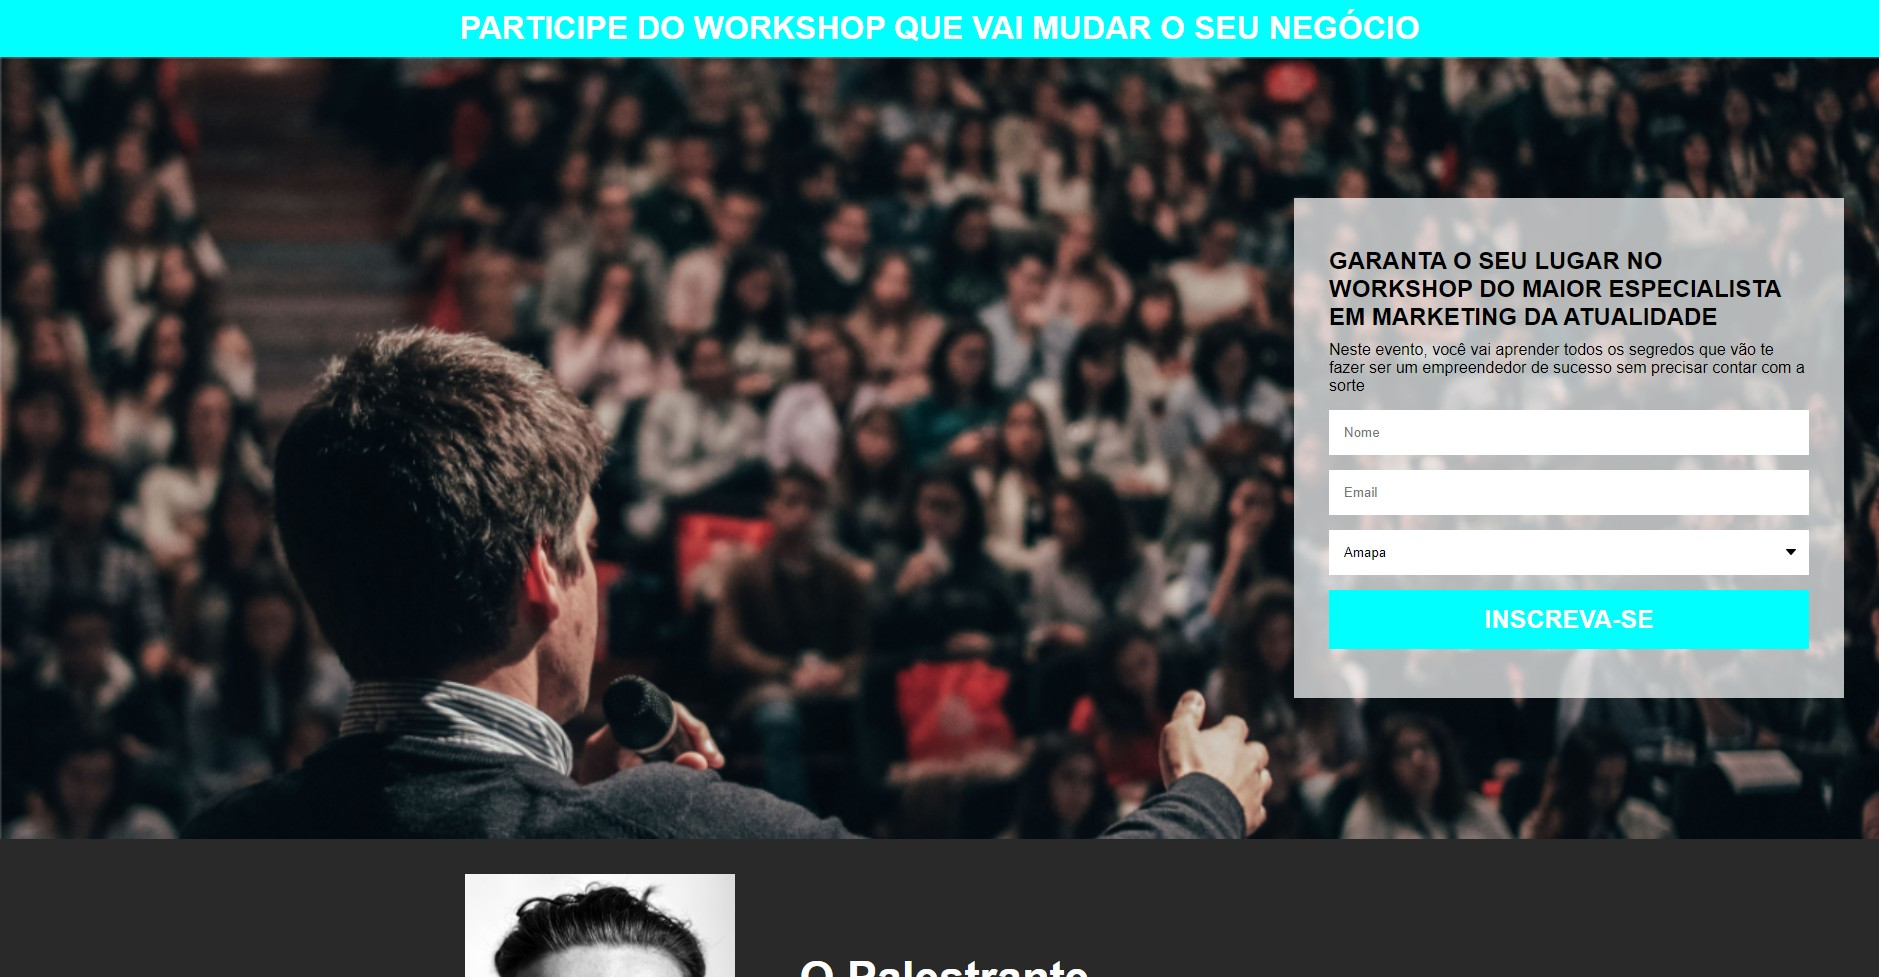 PARTICIPE DO WORKSHOP QUE VAI MUDAR O SEU NEGÓCIO
GARANTA O SEU LUGAR NO
WORKSHOP DO MAIOR ESPECIALISTA
EM MARKETING DA ATUALIDADE
Neste evento, você vai aprender todos os segredos que vão te
fazer ser um empreendedor de sucesso sem precisar contar com a
sorte
Nome
Email
Amapa
INSCREVA-SE
O Palestrante